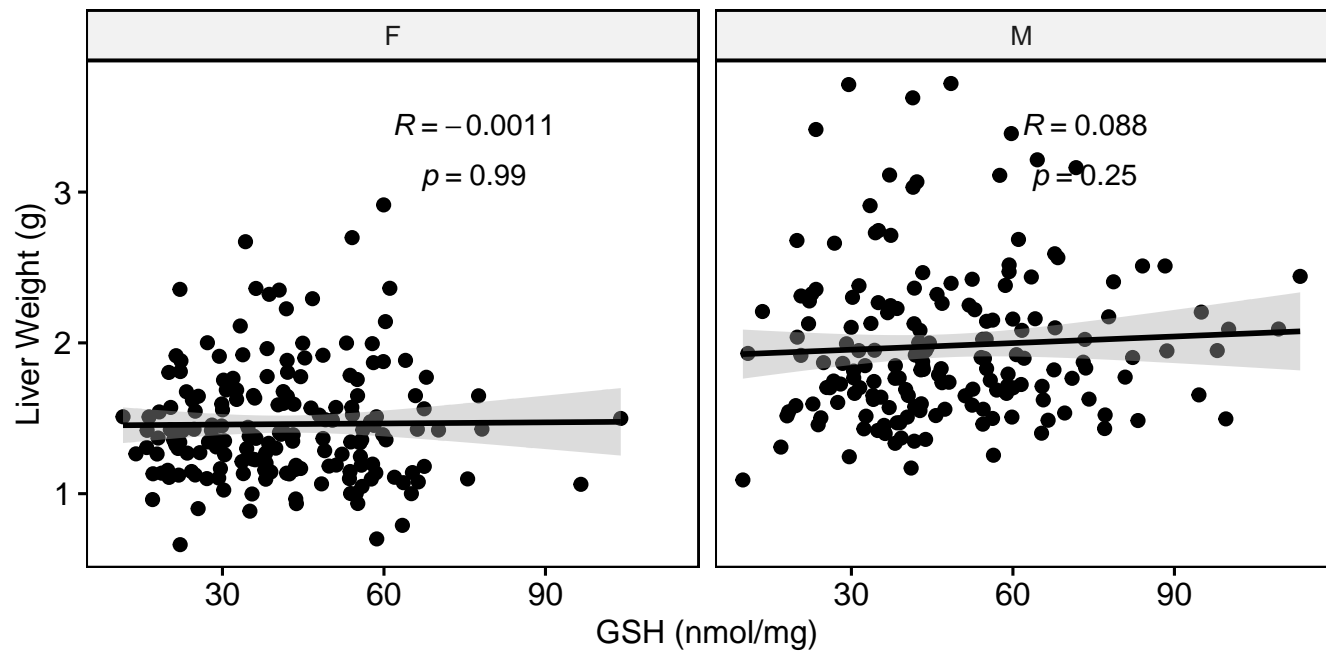 F
M
R = −0.0011
p = 0.99
R = 0.088
p = 0.25
Liver Weight (g)
3
2
1
30
60
90
30
60
90
GSH (nmol/mg)